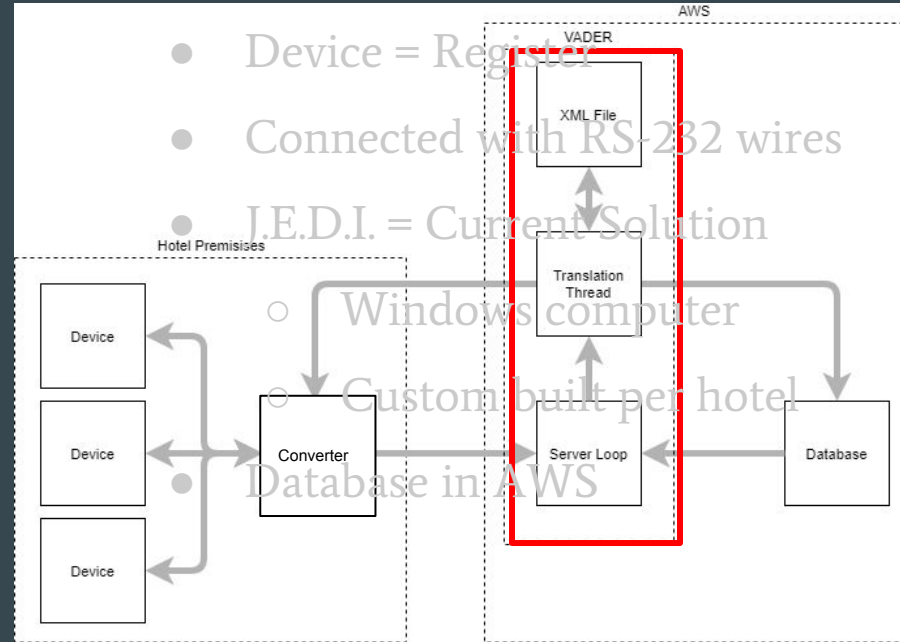 AWS
VADER
Device = Register
XML File
Connected with RS-232 wires
J.E.D.I. = Current Solution
Hotel Premisises
Translation
Thread
Windows computer
Device
Custom built per hotel
Device
Converter
Server Loop
Database
Database in AWS
Device